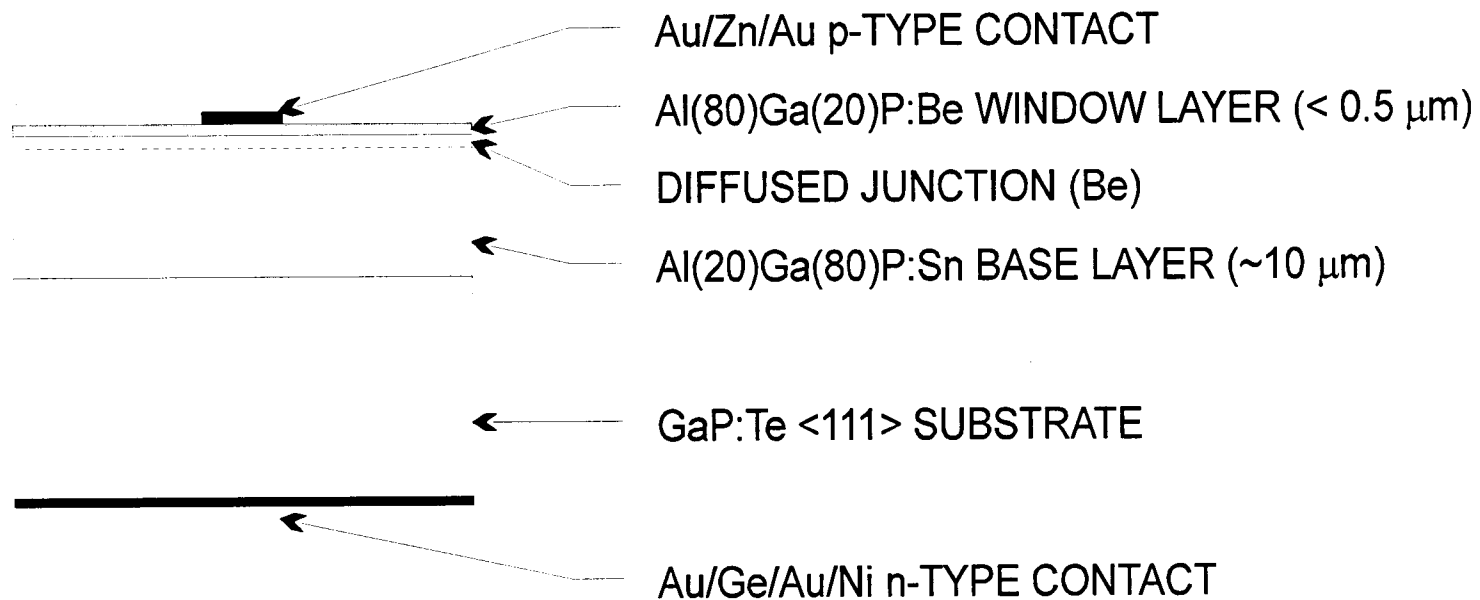 Au/Zn/Au p-TYPE CONTACT
Al(80)Ga(20)P:Be WINDOW LAYER (< 0.5 μm)
DIFFUSED JUNCTION (Be)
Al(20)Ga(80)P:Sn BASE LAYER (~10 μm)
GaP:Te <111> SUBSTRATE
Au/Ge/Au/Ni n-TYPE CONTACT